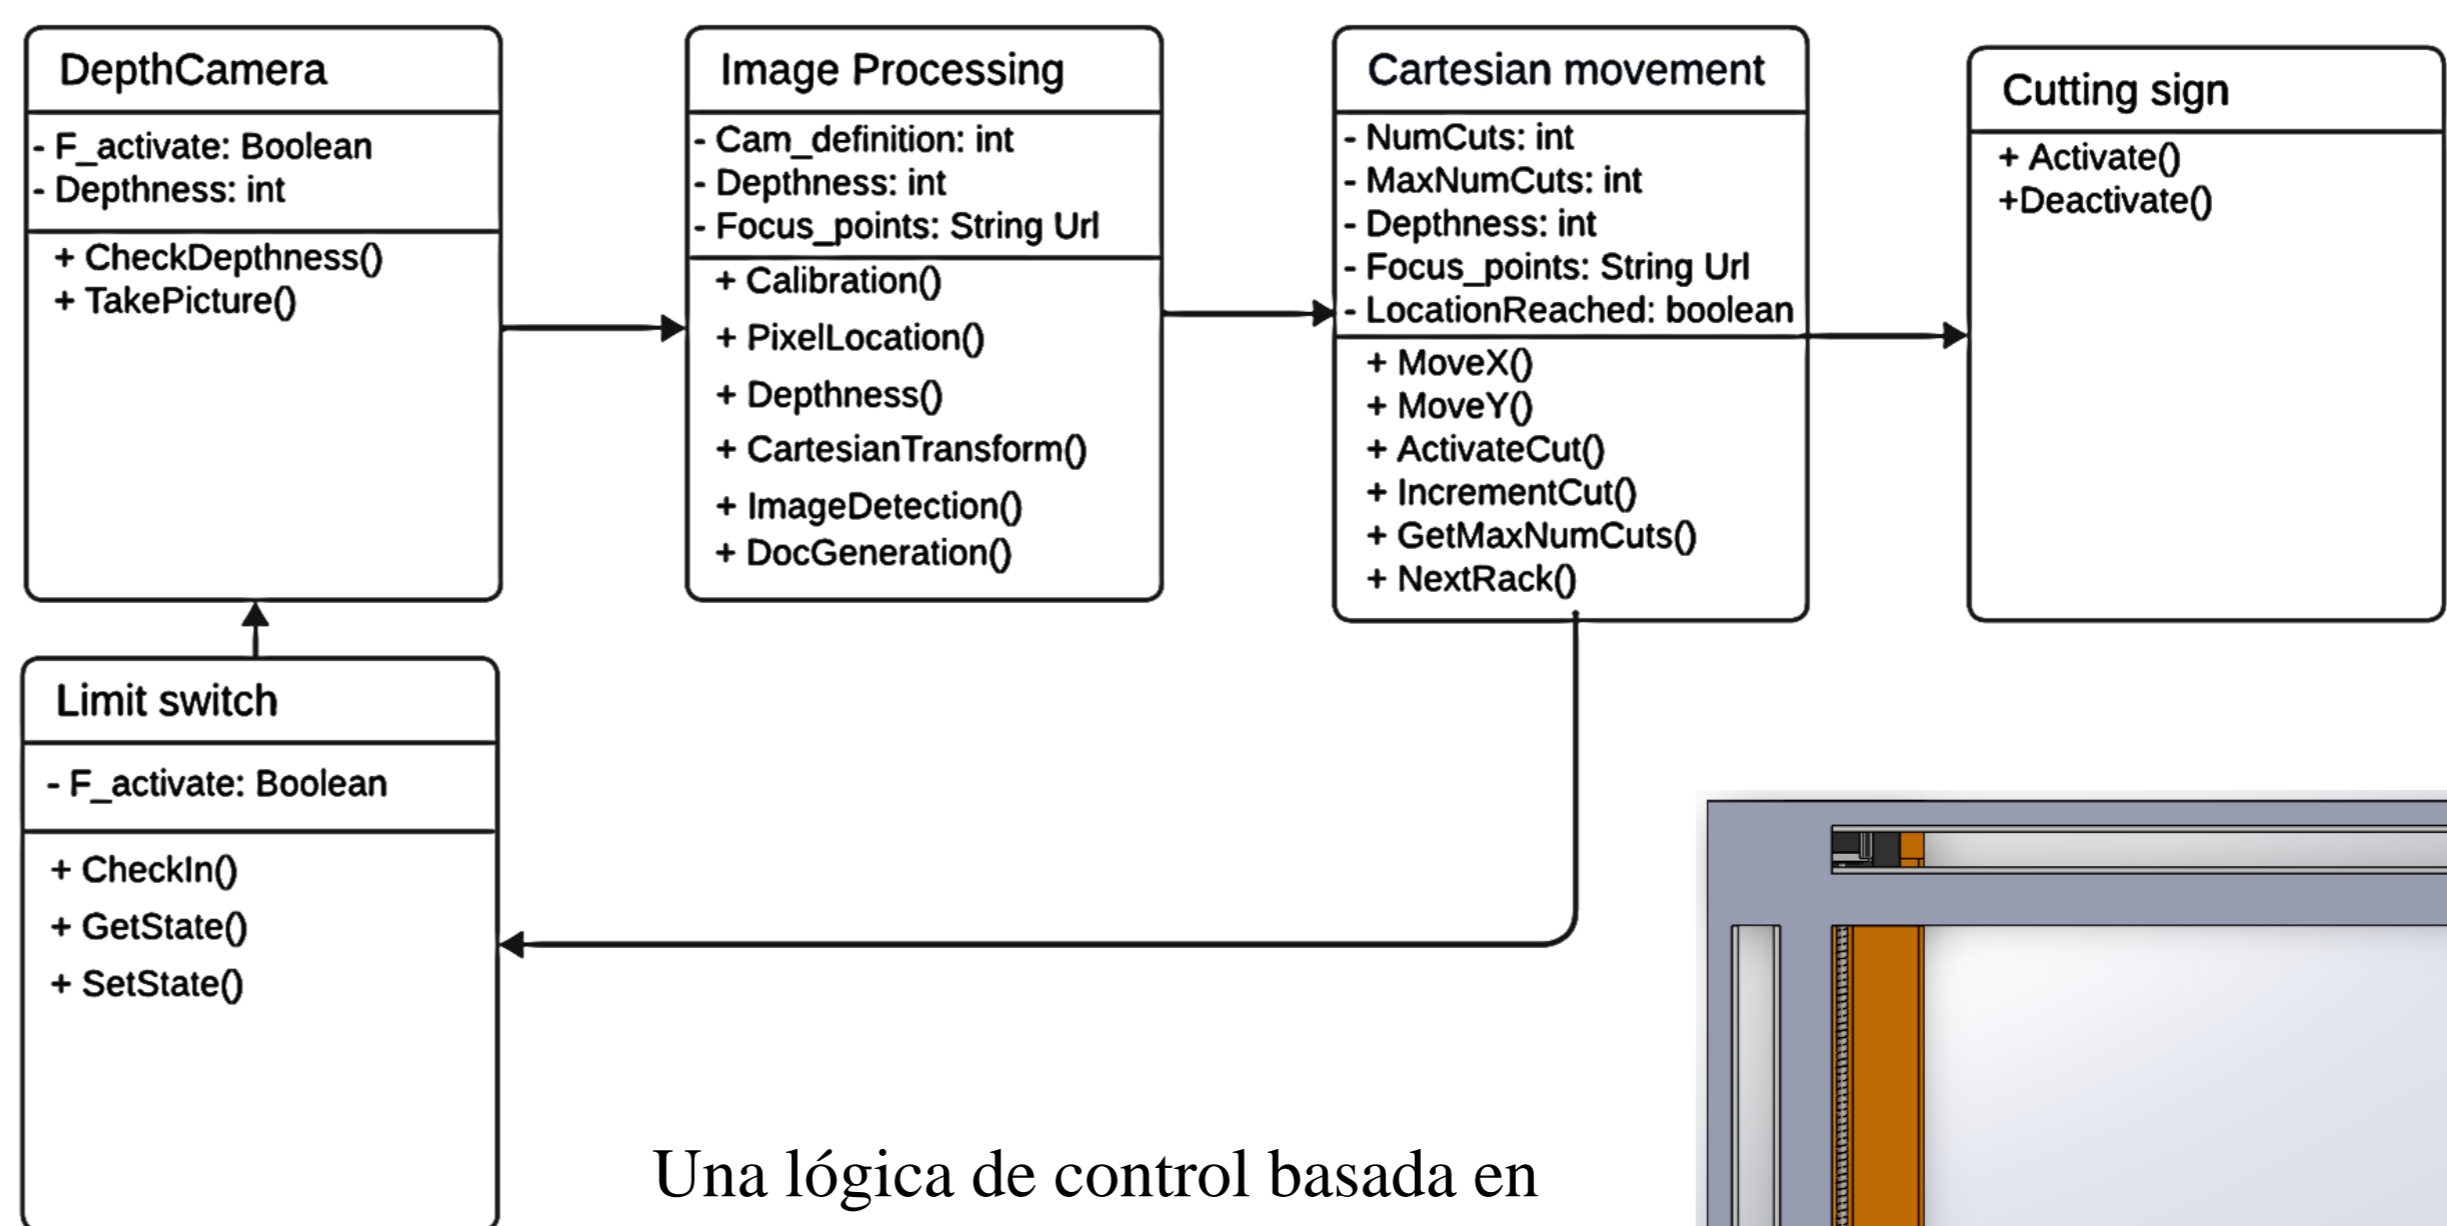 DepthCamera
- F_activate: Boolean
- Depthness: int
+ CheckDepthness()
+ TakePicture()
Image Processing
- Cam_definition: int
- Depthness: int
- Focus_points: String Url
+ Calibration()
+ PixelLocation()
+ Depthness()
+ CartesianTransform()
+ ImageDetection()
+ DocGeneration()
Cartesian movement
- NumCuts: int
- MaxNumCuts: int
- Depthness: int
- Focus_points: String Url
- LocationReached: boolean
+ MoveX()
+ MoveY()
+ ActivateCut()
+ IncrementCut()
+ GetMaxNumCuts()
+ NextRack()
Cutting sign
+ Activate()
+Deactivate()
Limit switch
- F_activate: Boolean
+ CheckIn()
+ GetState()
+ SetState()
Una lógica de control basada en